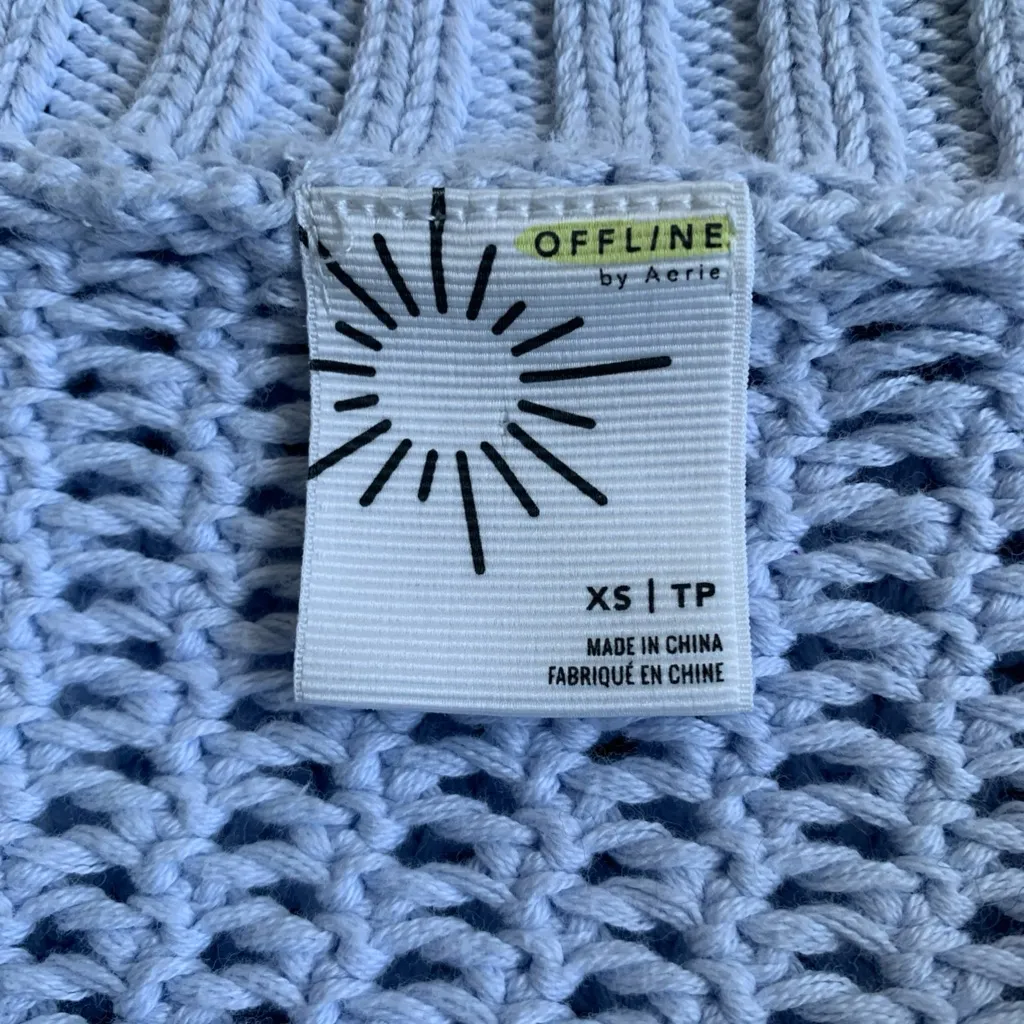 OFFLINE
by Aerie
XS | TP
MADE IN CHINA
FABRIQUÉ EN CHINE